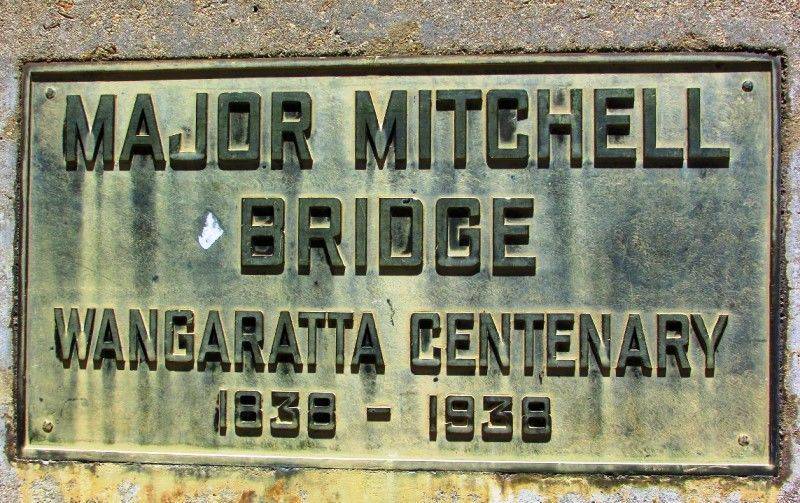 MAJOR MITCHELL
BRIDGE
WANGARATTA CENTENARY
1838 - 1938